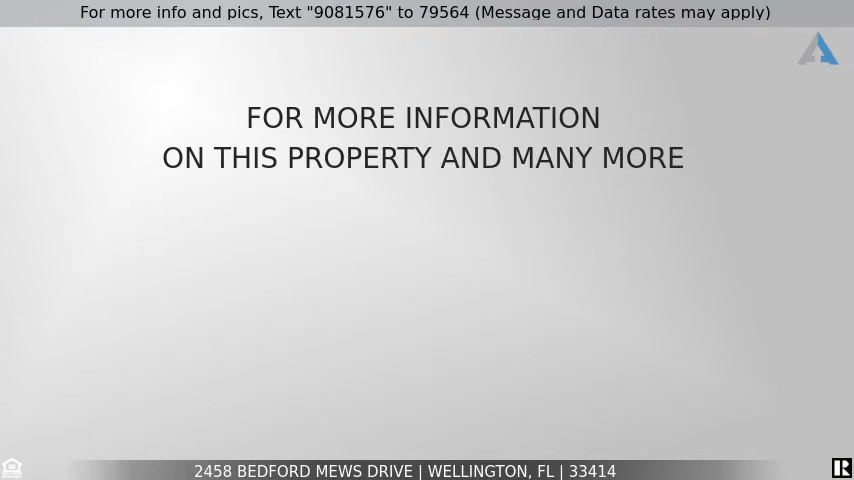 For more info and pics, Text "9081576" to 79564 (Message and Data rates may apply)
FOR MORE INFORMATION
ON THIS PROPERTY AND MANY MORE
2458 BEDFORD MEWS DRIVE | WELLINGTON, FL | 33414